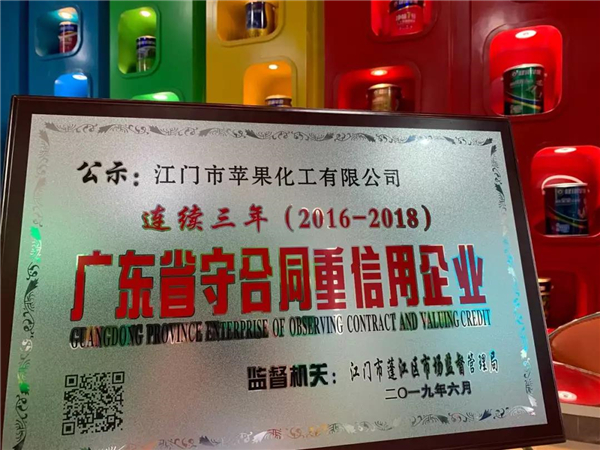 公示:江门市苹果化工有限公司
连续三年(2016-2018)
广东省守合同重信用企业
GUANGDONG PROVINCE ENTERPRISE OF OBSERVING CONTRACT AND VALUING CREDIT
监督机关:江门市蓬江区市场监督管理局
二〇一九年六月